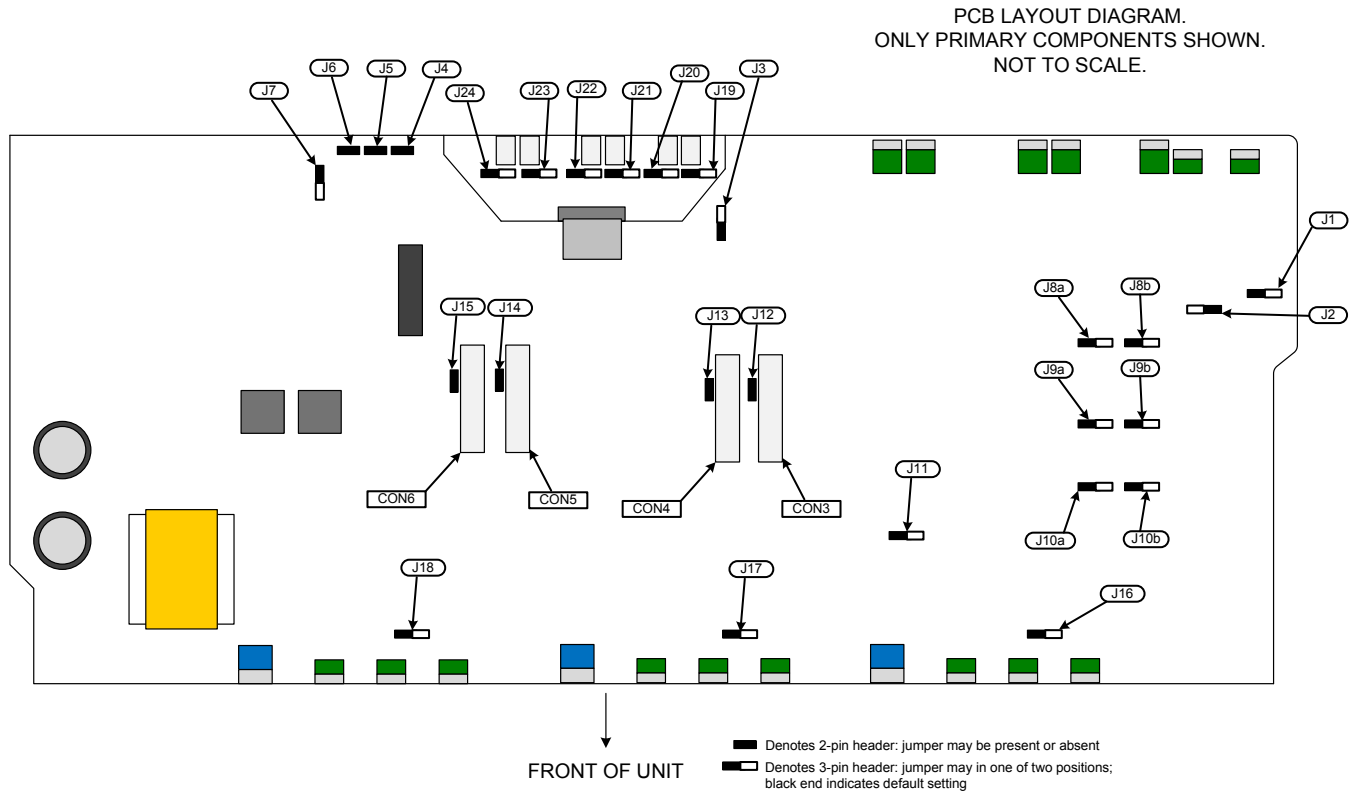 PCB LAYOUT DIAGRAM.
ONLY PRIMARY COMPONENTS SHOWN.
NOT TO SCALE.
J7
J6
J5
J4
J24
J23
J22
J21
J20
J19
J3
J1
J2
J15
J14
J13
J12
J8a
J8b
J9a
J9b
CON6
CON5
CON4
CON3
J11
J10a
J10b
J18
J17
J16
FRONT OF UNIT
Denotes 2-pin header: jumper may be present or absent
Denotes 3-pin header: jumper may in one of two positions;
black end indicates default setting